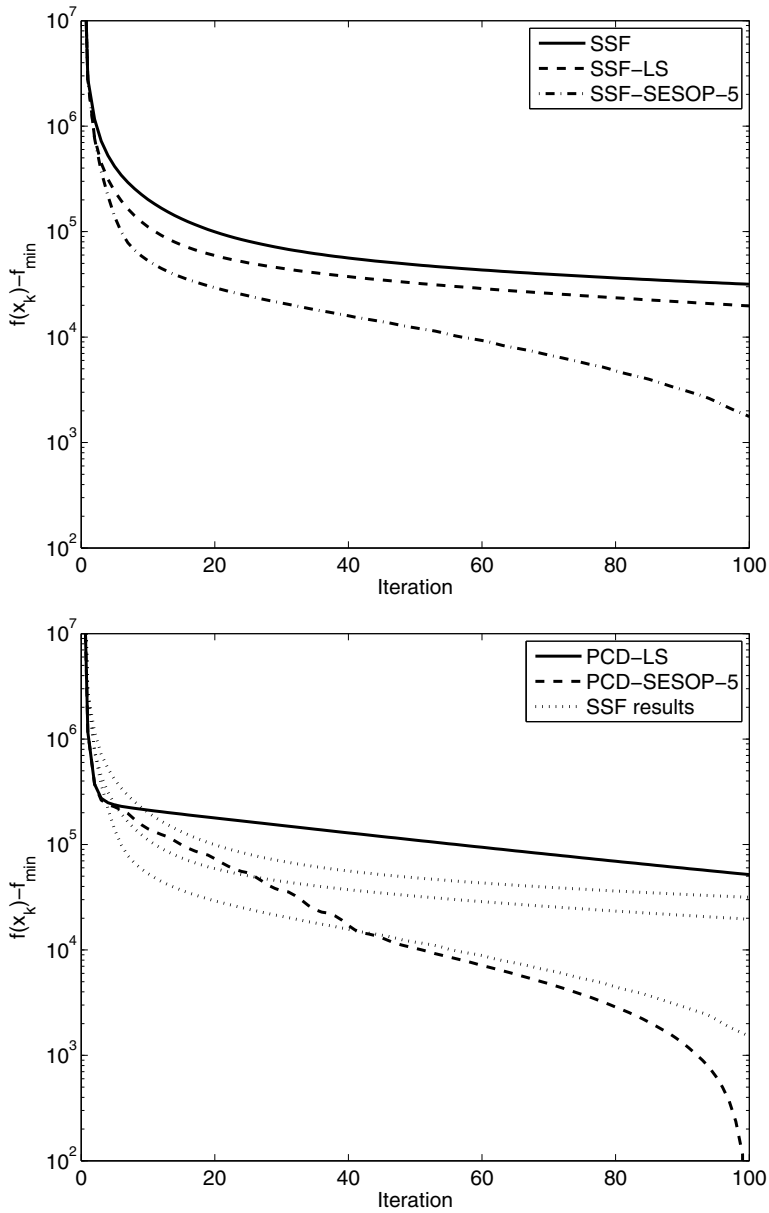 10^7
10^6
10^5
10^4
10^3
10^2
f(x_k)−f_min
0 20 40 60 80 100
Iteration
SSF
SSF−LS
SSF−SESOP−5
10^7
10^6
10^5
10^4
10^3
10^2
f(x_k)−f_min
0 20 40 60 80 100
Iteration
PCD−LS
PCD−SESOP−5
SSF results